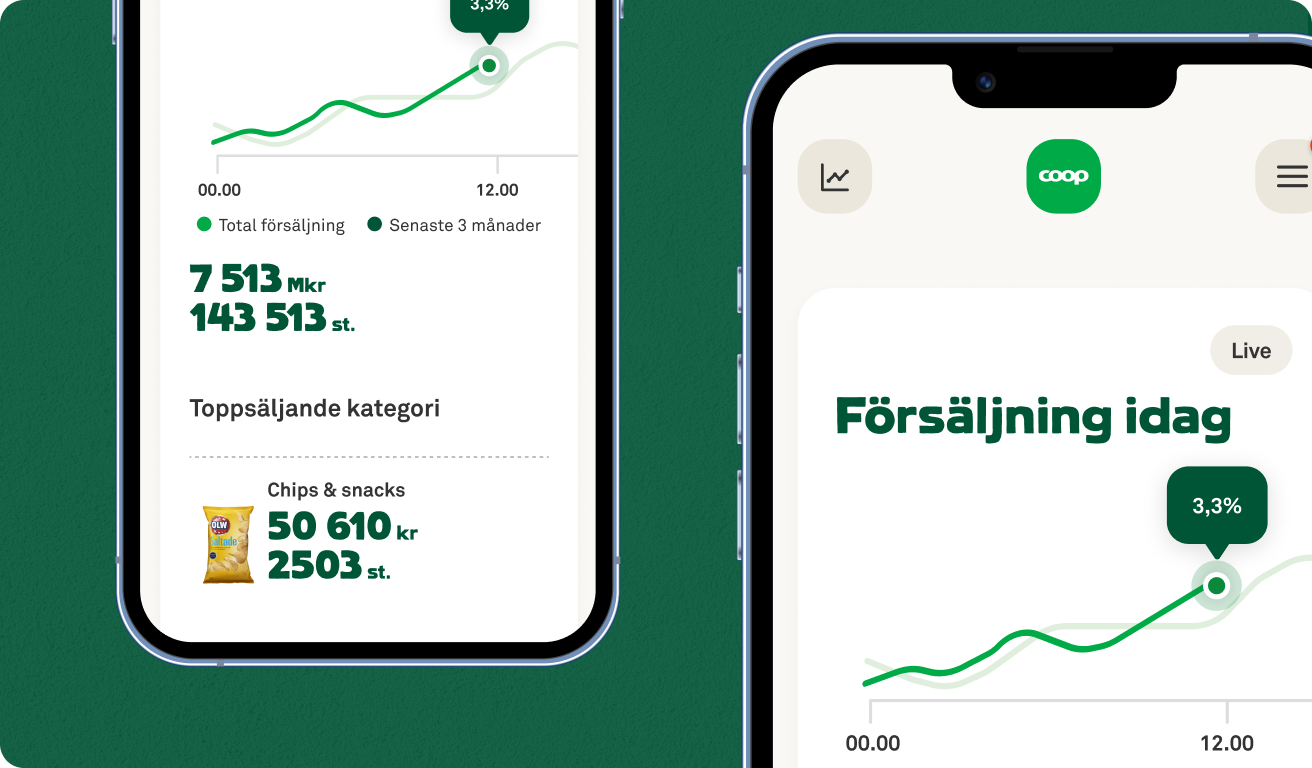 3,3%
00.00 12.00
Total försäljning Senaste 3 månader
7 513 Mkr
143 513 st.
Toppsäljande kategori
Chips & snacks
OLW
50 610 kr
2503 st.
coop
Live
Försäljning idag
3,3%
00.00 12.00